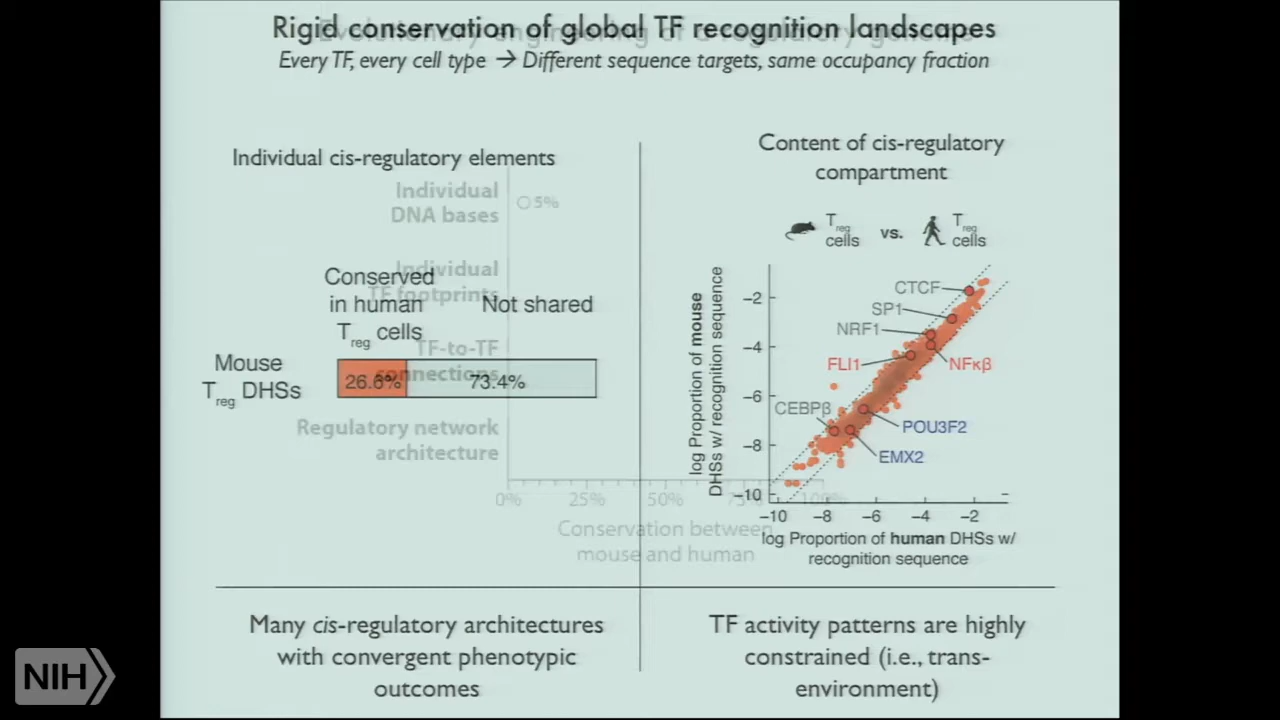 Rigid conservation of global TF recognition landscapes
Every TF, every cell type → Different sequence targets, same occupancy fraction
Individual cis-regulatory elements
Individual
DNA bases
5%
Individual
TF footprints
TF-to-TF
connections
Regulatory network
architecture
0% 25% 50% 75% 100%
Conservation between
mouse and human
Conserved
in human
Treg cells
Not shared
Mouse
Treg DHSs
26.6% 73.4%
Many cis-regulatory architectures
with convergent phenotypic
outcomes
Content of cis-regulatory
compartment
Treg
cells
vs.
Treg
cells
log Proportion of mouse
DHSs w/ recognition sequence
−2
−4
−6
−8
−10
CTCF
SP1
NRF1
FLI1
NFκβ
CEBPβ
POU3F2
EMX2
−10 −8 −6 −4 −2
log Proportion of human DHSs w/
recognition sequence
TF activity patterns are highly
constrained (i.e., trans-
environment)
NIH